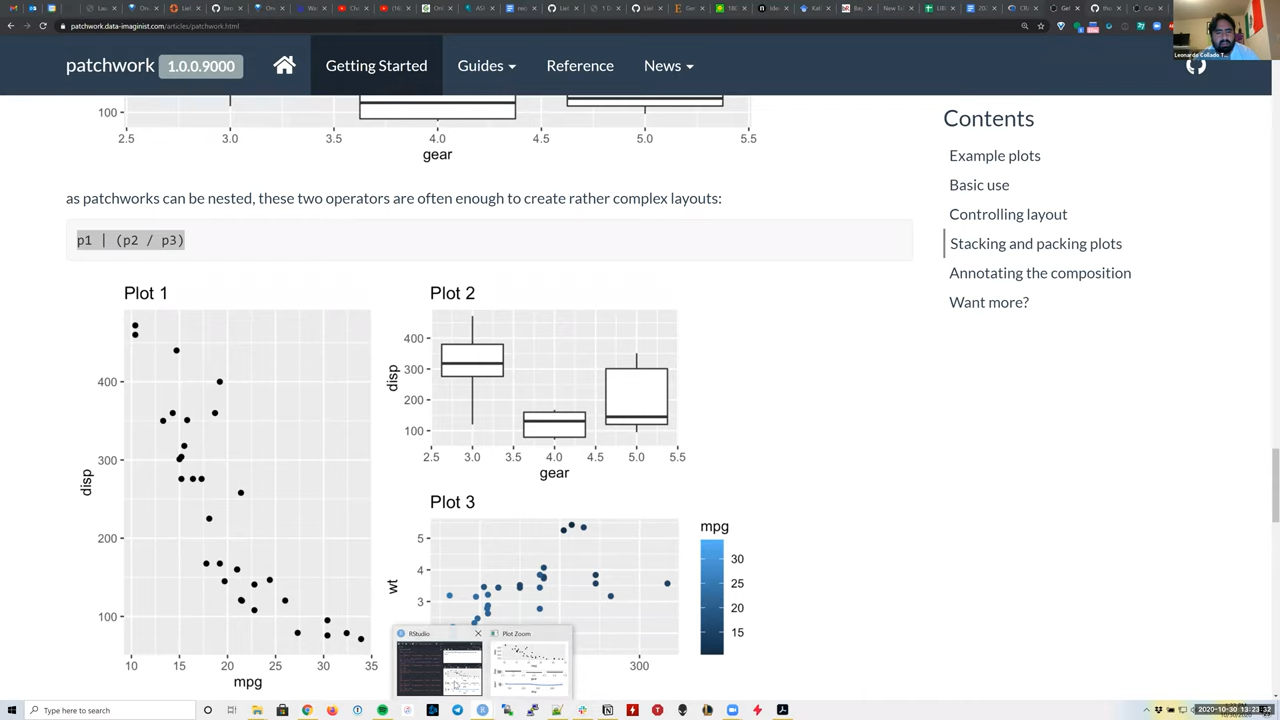 patchwork.data-imaginist.com/articles/patchwork.html
Leonardo Collado T...
patchwork 1.0.0.9000 Getting Started Reference News
100
2.5 3.0 3.5 4.0 4.5 5.0 5.5
gear
as patchworks can be nested, these two operators are often enough to create rather complex layouts:
p1 | (p2 / p3)
Contents
Example plots
Basic use
Controlling layout
Stacking and packing plots
Annotating the composition
Want more?
Plot 1
disp
400
300
200
100
20
35
mpg
Plot 2
disp
400
300
200
100
2.5 3.0 3.5 4.0 4.5 5.0 5.5
gear
Plot 3
wt
5
4
3
300
mpg
30
25
20
15
RStudio
Plot Zoom
Type here to search
2020-10-30 13:23:32